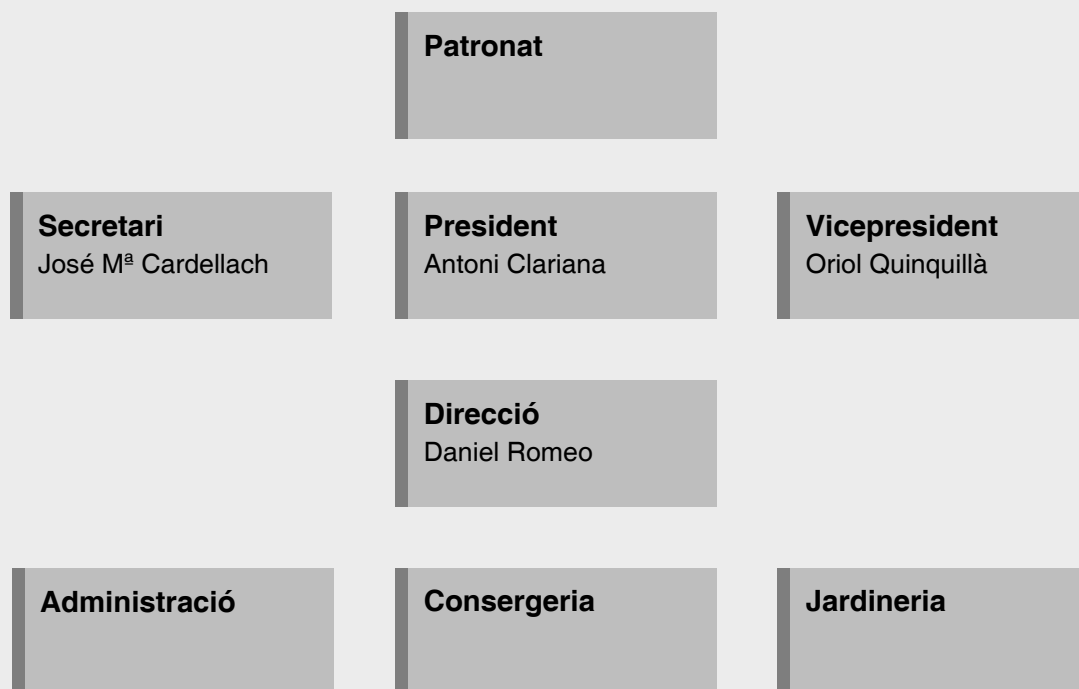 Patronat
Secretari
José Mª Cardellach
President
Antoni Clariana
Vicepresident
Oriol Quinquillà
Direcció
Daniel Romeo
Administració
Consergeria
Jardineria